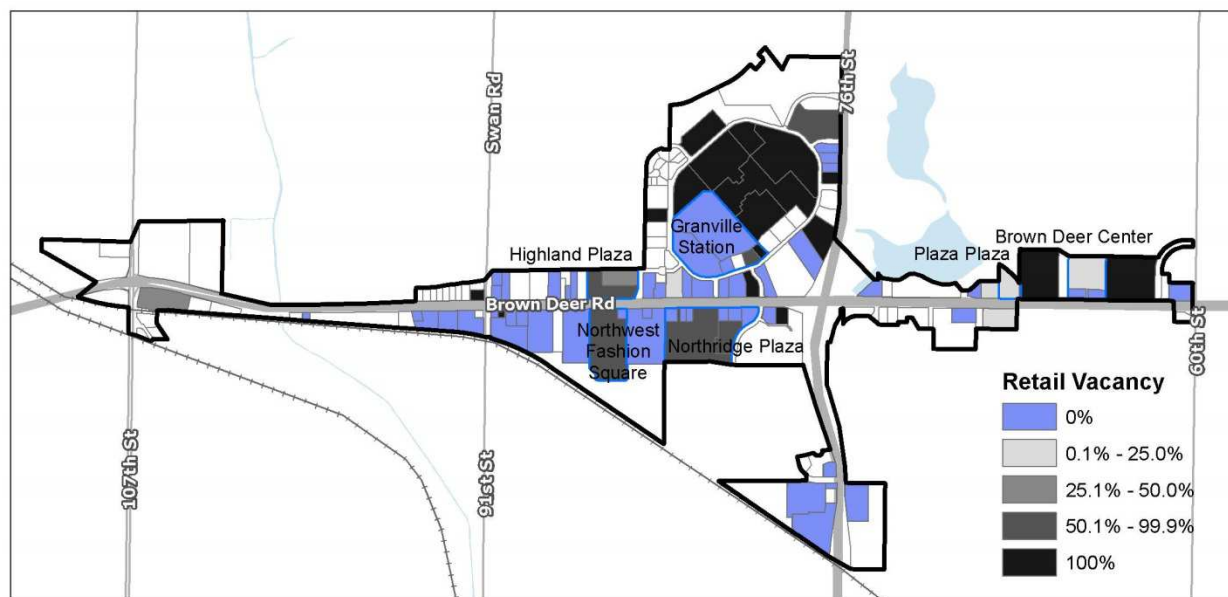 Swan Rd
76th St
Granville
Station
Highland Plaza
Plaza Plaza
Brown Deer Center
Brown Deer Rd
Northwest
Fashion
Square
Northridge Plaza
107th St
91st St
60th St
Retail Vacancy
0%
0.1% - 25.0%
25.1% - 50.0%
50.1% - 99.9%
100%